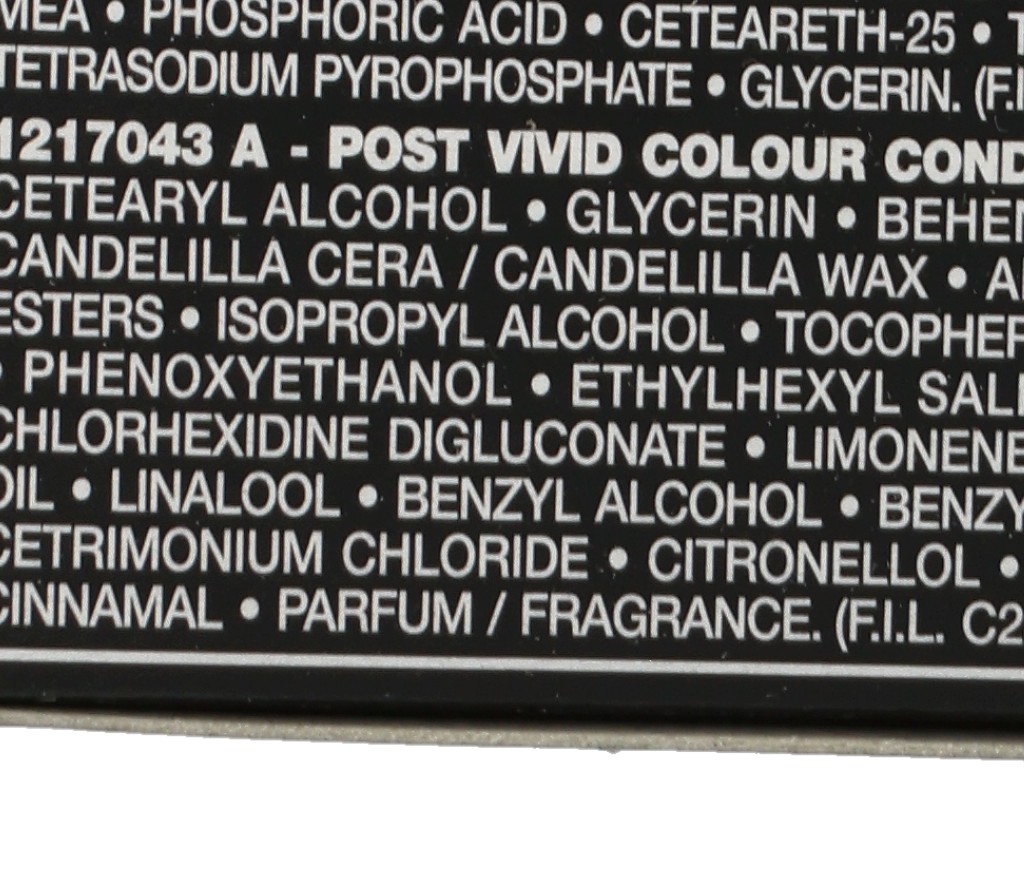 MEA • PHOSPHORIC ACID • CETEARETH-25 •
TETRASODIUM PYROPHOSPHATE • GLYCERIN. (F.I
1217043 A - POST VIVID COLOUR COND
CETEARYL ALCOHOL • GLYCERIN • BEHEN
CANDELILLA CERA / CANDELILLA WAX •
ESTERS • ISOPROPYL ALCOHOL • TOCOPHER
• PHENOXYETHANOL • ETHYLHEXYL SALI
CHLORHEXIDINE DIGLUCONATE • LIMONENE
OIL • LINALOOL • BENZYL ALCOHOL • BENZY
CETRIMONIUM CHLORIDE • CITRONELLOL •
CINNAMAL • PARFUM / FRAGRANCE. (F.I.L. C2